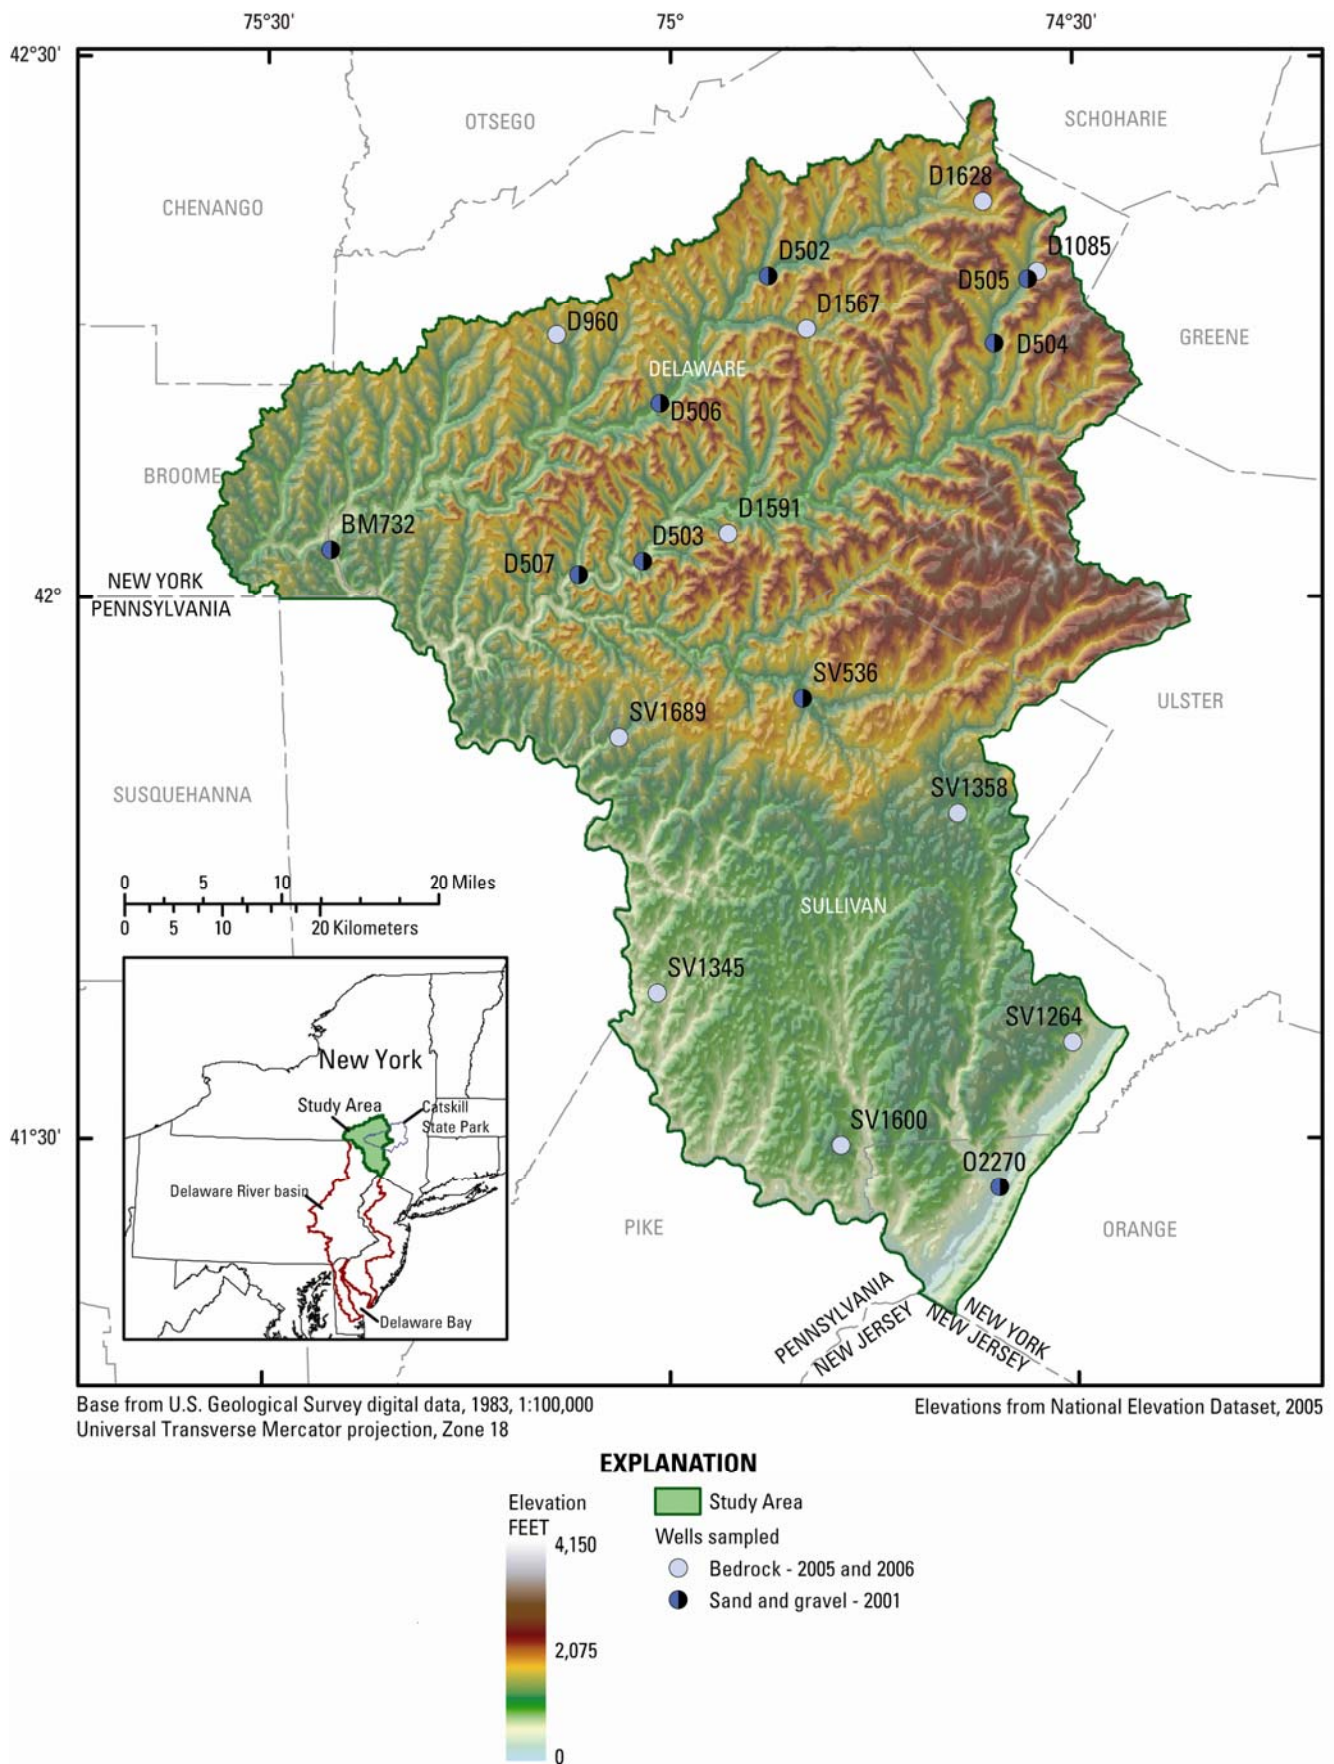 75°30'
75°
74°30'
42°30'
OTSEGO
SCHOHARIE
D1628
CHENANGO
D502
D1085
D505
D960
D1567
D504
GREENE
DELAWARE
D506
BROOME
BM732
D1591
D503
D507
NEW YORK
42°
PENNSYLVANIA
SV536
SV1689
ULSTER
SUSQUEHANNA
SV1358
0 5 10 20 Miles
0 5 10 20 Kilometers
SULLIVAN
SV1345
SV1264
New York
Study Area
Catskill
State Park
41°30'
SV1600
O2270
Delaware River basin
PIKE
ORANGE
Delaware Bay
PENNSYLVANIA
NEW JERSEY
NEW YORK
NEW JERSEY
75°30'
75°
74°30'
Base from U.S. Geological Survey digital data, 1983, 1:100,000
Universal Transverse Mercator projection, Zone 18
Elevations from National Elevation Dataset, 2005
EXPLANATION
Elevation
FEET
4,150
2,075
0
Study Area
Wells sampled
Bedrock - 2005 and 2006
Sand and gravel - 2001